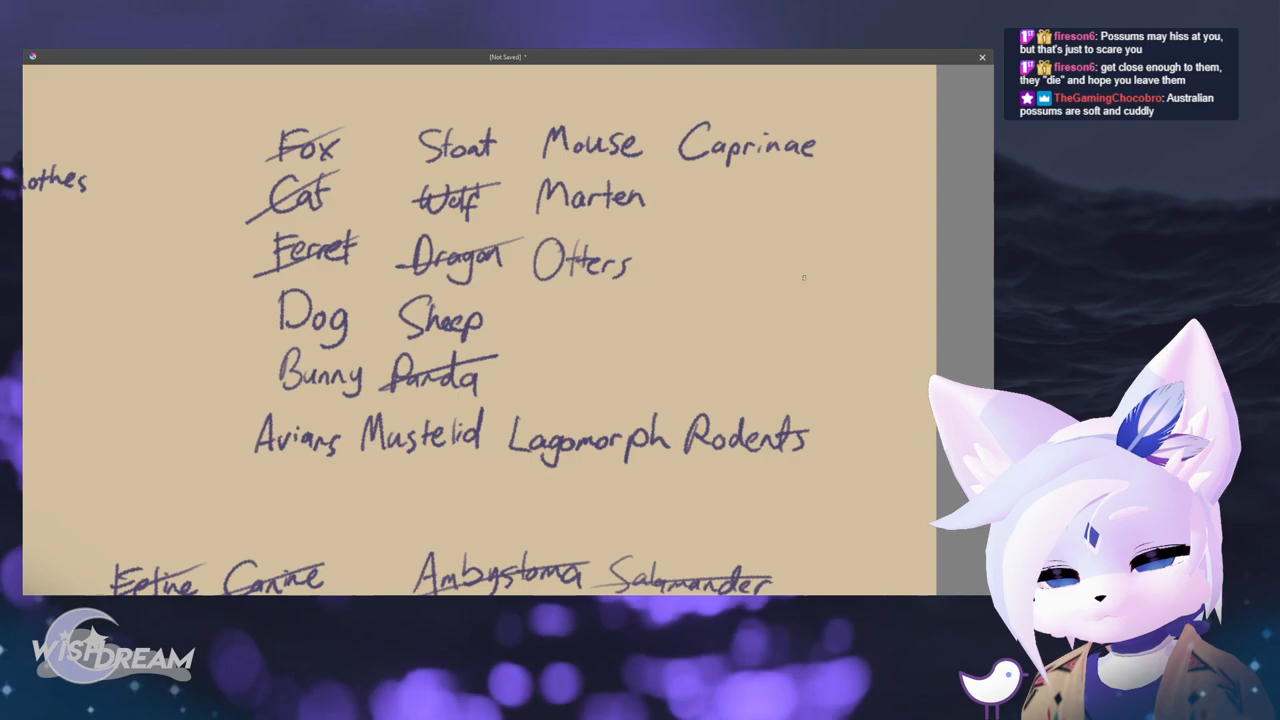 [Not Saved] *
Fox Stoat Mouse Caprinae
othes
Cat Wolf Marten
Ferret Dragon Otters
Dog Sheep
Bunny Panda
Avians Mustelid Lagomorph Rodents
Feline Canine Ambystoma Salamander
fireson6: Possums may hiss at you,
but that's just to scare you
fireson6: get close enough to them,
they "die" and hope you leave them
TheGamingChocobro: Australian
possums are soft and cuddly
WISHDREAM